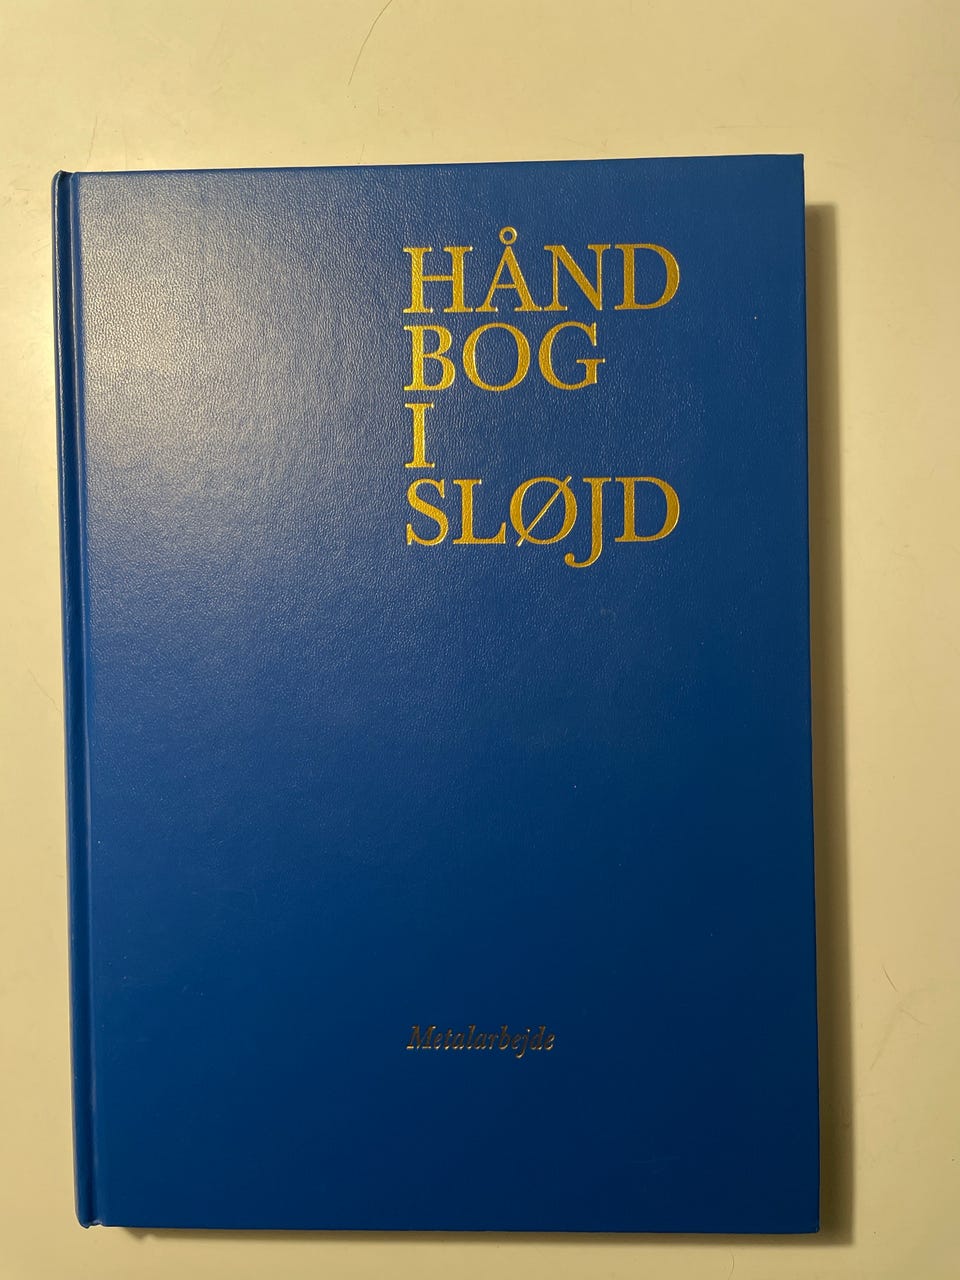 HÅND
BOG
I
SLØJD
Metalarbejde